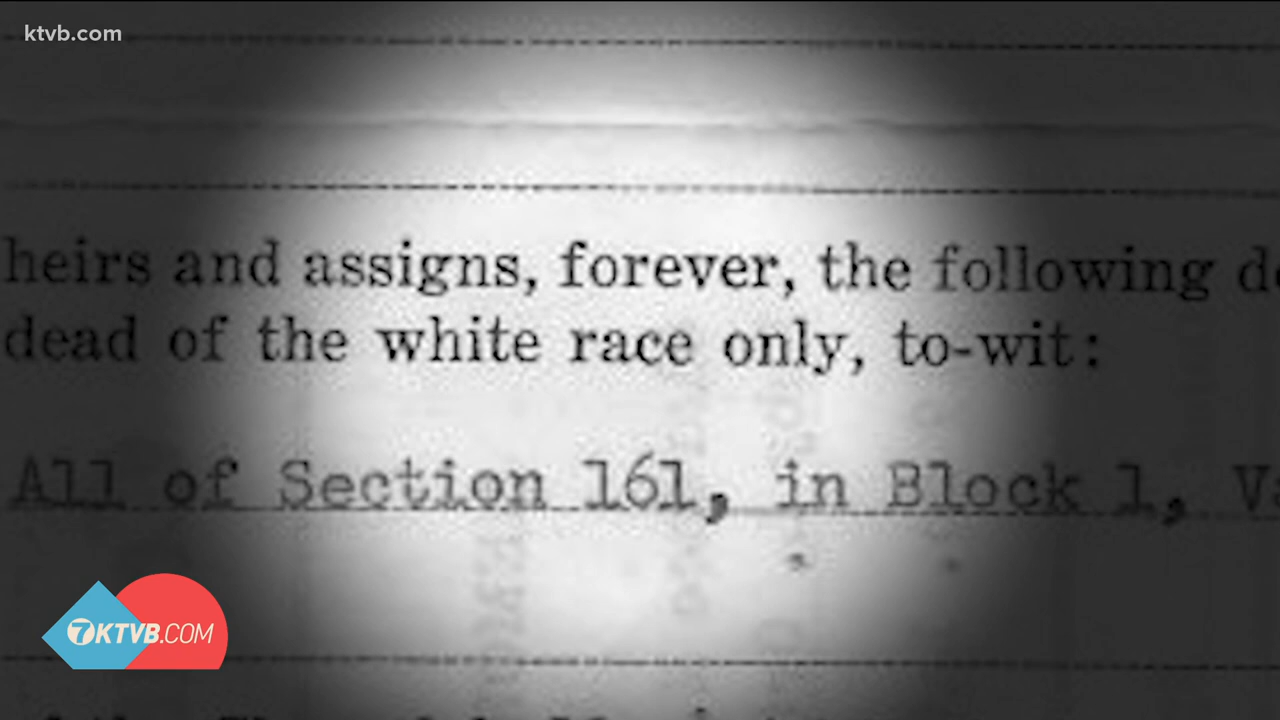 ktvb.com
heirs and assigns, forever, the following
dead of the white race only, to-wit:
All of Section 161, in Block 1,
7KTVB.COM